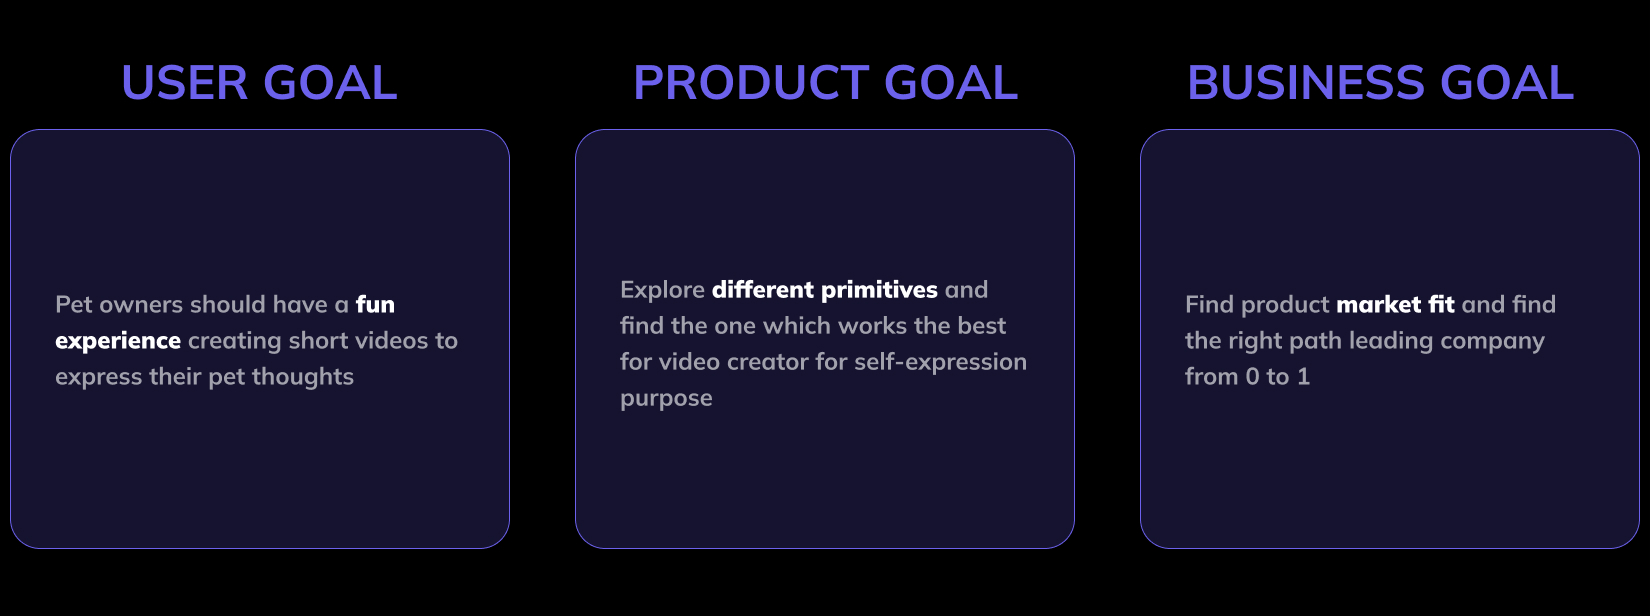 USER GOAL
Pet owners should have a fun
experience creating short videos to
express their pet thoughts
PRODUCT GOAL
Explore different primitives and
find the one which works the best
for video creator for self-expression
purpose
BUSINESS GOAL
Find product market fit and find
the right path leading company
from 0 to 1